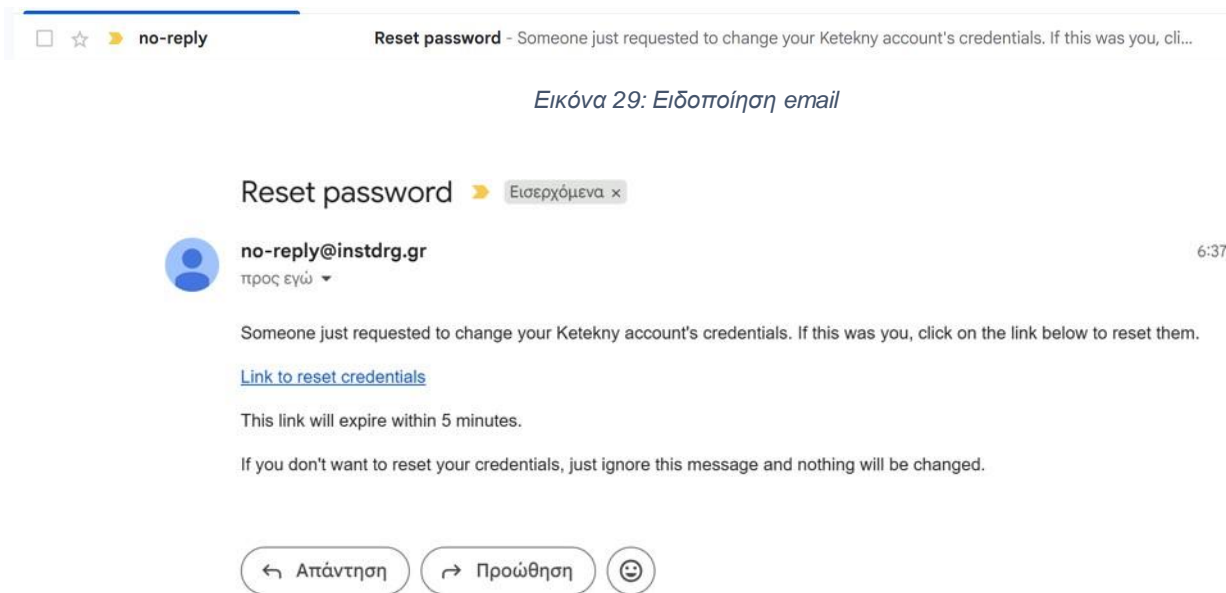 no-reply Reset password - Someone just requested to change your Ketekny account's credentials. If this was you, cli...
Εικόνα 29: Ειδοποίηση email
Reset password Εισερχόμενα ×
no-reply@instdrg.gr 6:37
προς εγώ
Someone just requested to change your Ketekny account's credentials. If this was you, click on the link below to reset them.
Link to reset credentials
This link will expire within 5 minutes.
If you don't want to reset your credentials, just ignore this message and nothing will be changed.
Απάντηση Προώθηση